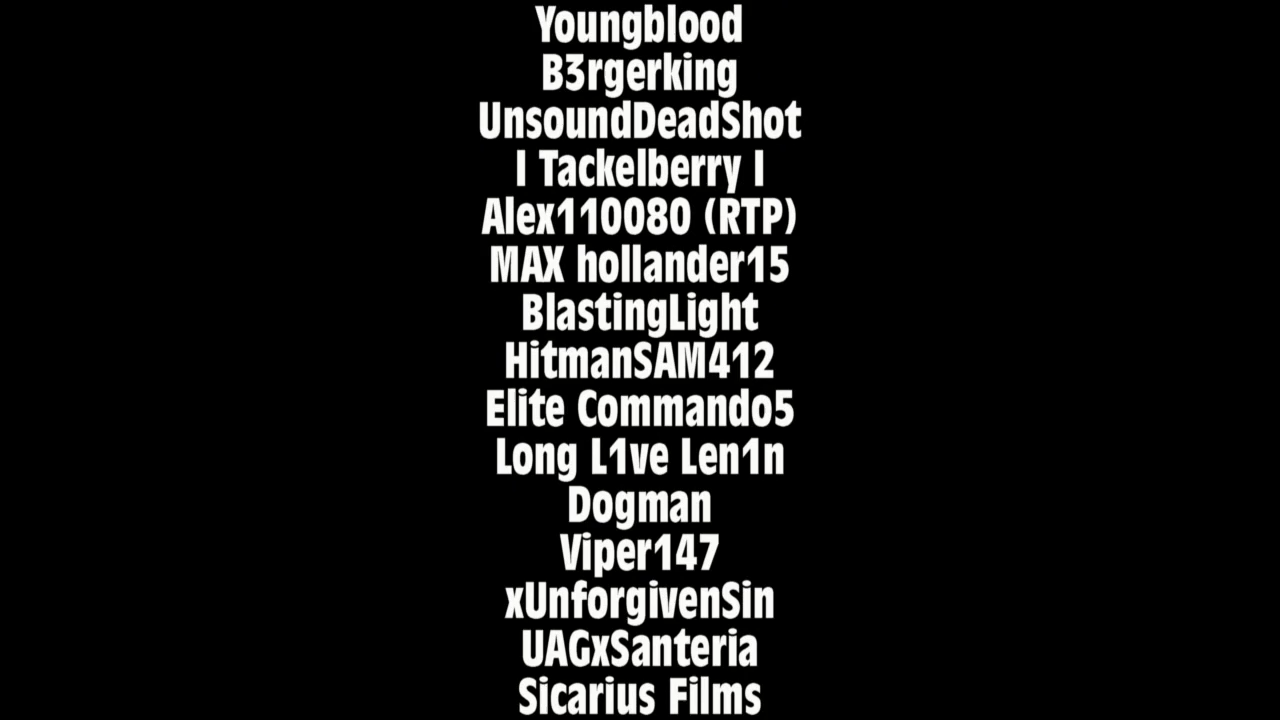 Youngblood
B3rgerking
UnsoundDeadShot
I Tackelberry I
Alex110080 (RTP)
MAX hollander15
BlastingLight
HitmanSAM412
Elite Commando5
Long L1ve Len1n
Dogman
Viper147
xUnforgivenSin
UAGxSanteria
Sicarius Films